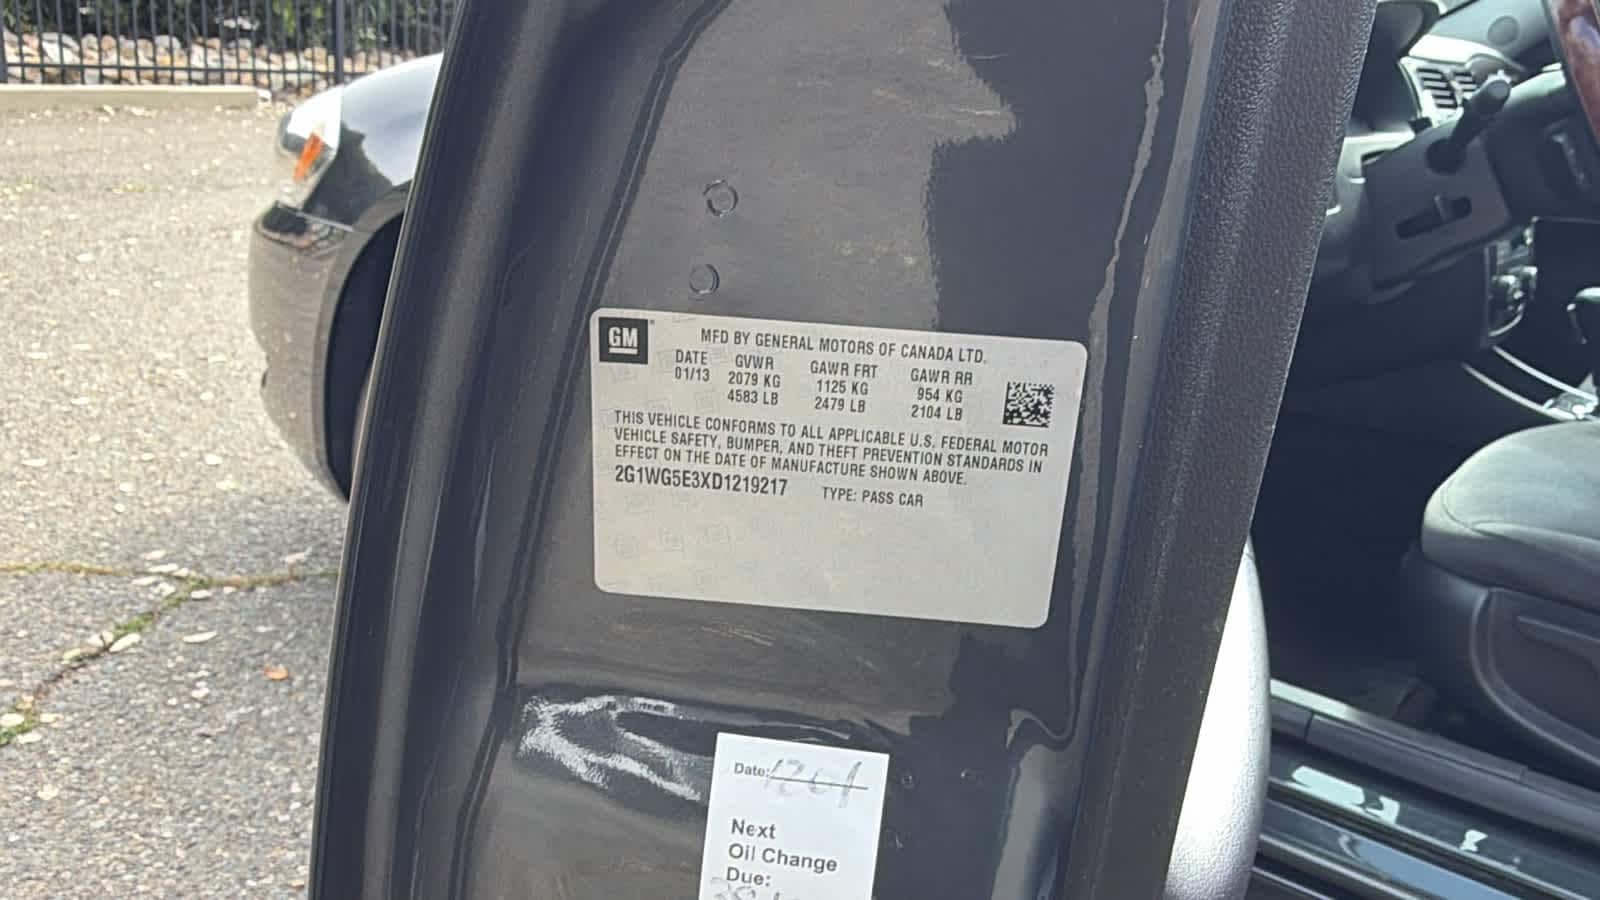 GM
MFD BY GENERAL MOTORS OF CANADA LTD.
DATE GVWR GAWR FRT GAWR RR
01/13 2079 KG 1125 KG 954 KG
4583 LB 2479 LB 2104 LB
THIS VEHICLE CONFORMS TO ALL APPLICABLE U.S. FEDERAL MOTOR
VEHICLE SAFETY, BUMPER, AND THEFT PREVENTION STANDARDS IN
EFFECT ON THE DATE OF MANUFACTURE SHOWN ABOVE.
2G1WG5E3XD1219217 TYPE: PASS CAR
Date:
Next
Oil Change
Due: